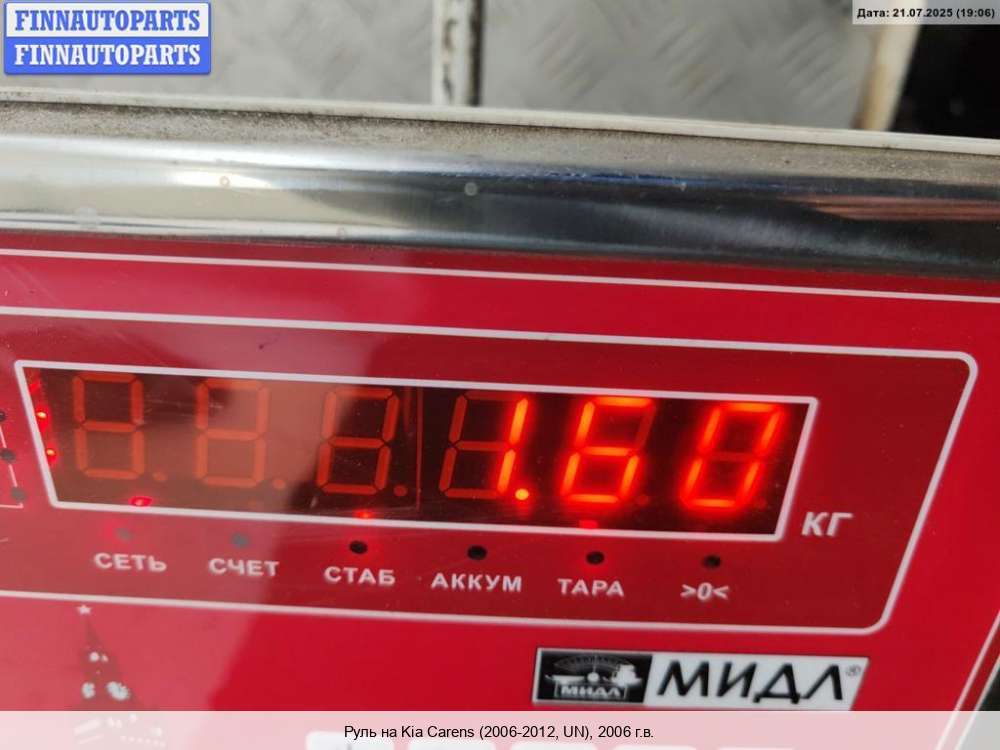 FINNAUTOPARTS
FINNAUTOPARTS
Дата: 21.07.2025 (19:06)
1.60
КГ
СЕТЬ СЧЕТ СТАБ АККУМ ТАРА >0<
МИДЛ МИДЛ®
Руль на Kia Carens (2006-2012, UN), 2006 г.в.